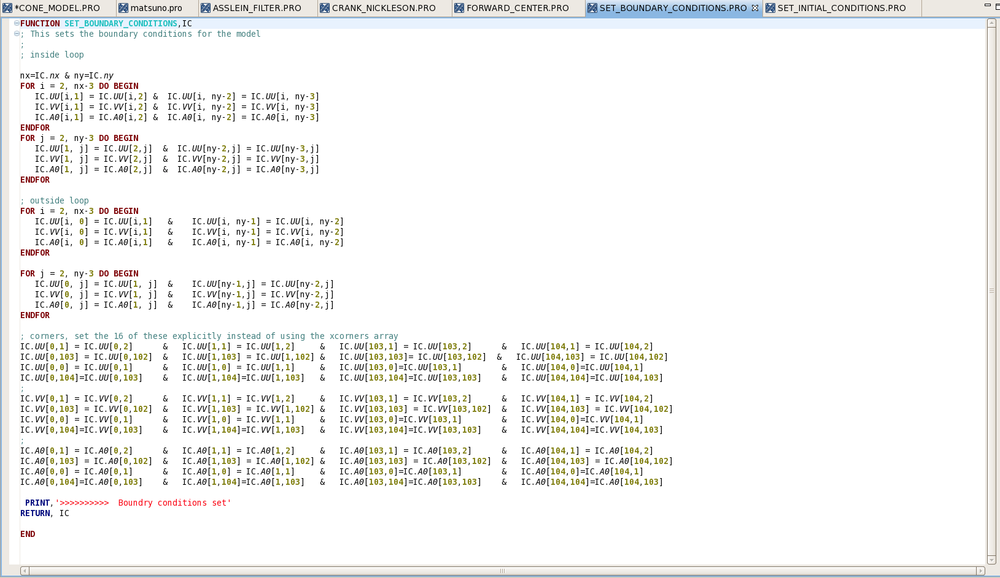 *CONE_MODEL.PRO matsuno.pro ASSLEIN_FILTER.PRO CRANK_NICKLESON.PRO FORWARD_CENTER.PRO SET_BOUNDARY_CONDITIONS.PRO SET_INITIAL_CONDITIONS.PRO
FUNCTION SET_BOUNDARY_CONDITIONS,IC
; This sets the boundary conditions for the model
;
; inside loop
nx=IC.nx & ny=IC.ny
FOR i = 2, nx-3 DO BEGIN
IC.UU[i,1] = IC.UU[i,2] &  IC.UU[i, ny-2] = IC.UU[i, ny-3]
IC.VV[i,1] = IC.VV[i,2] &  IC.VV[i, ny-2] = IC.VV[i, ny-3]
IC.A0[i,1] = IC.A0[i,2] &  IC.A0[i, ny-2] = IC.A0[i, ny-3]
ENDFOR
FOR j = 2, ny-3 DO BEGIN
IC.UU[1, j] = IC.UU[2,j]  &  IC.UU[ny-2,j] = IC.UU[ny-3,j]
IC.VV[1, j] = IC.VV[2,j]  &  IC.VV[ny-2,j] = IC.VV[ny-3,j]
IC.A0[1, j] = IC.A0[2,j]  &  IC.A0[ny-2,j] = IC.A0[ny-3,j]
ENDFOR
; outside loop
FOR i = 2, nx-3 DO BEGIN
IC.UU[i, 0] = IC.UU[i,1]   &    IC.UU[i, ny-1] = IC.UU[i, ny-2]
IC.VV[i, 0] = IC.VV[i,1]   &    IC.VV[i, ny-1] = IC.VV[i, ny-2]
IC.A0[i, 0] = IC.A0[i,1]   &    IC.A0[i, ny-1] = IC.A0[i, ny-2]
ENDFOR
FOR j = 2, ny-3 DO BEGIN
IC.UU[0, j] = IC.UU[1, j]  &    IC.UU[ny-1,j] = IC.UU[ny-2,j]
IC.VV[0, j] = IC.VV[1, j]  &    IC.VV[ny-1,j] = IC.VV[ny-2,j]
IC.A0[0, j] = IC.A0[1, j]  &    IC.A0[ny-1,j] = IC.A0[ny-2,j]
ENDFOR
; corners, set the 16 of these explicitly instead of using the xcorners array
IC.UU[0,1] = IC.UU[0,2]      &   IC.UU[1,1] = IC.UU[1,2]     &   IC.UU[103,1] = IC.UU[103,2]      &   IC.UU[104,1] = IC.UU[104,2]
IC.UU[0,103] = IC.UU[0,102]  &   IC.UU[1,103] = IC.UU[1,102] &   IC.UU[103,103]= IC.UU[103,102]  &   IC.UU[104,103] = IC.UU[104,102]
IC.UU[0,0] = IC.UU[0,1]      &   IC.UU[1,0] = IC.UU[1,1]     &   IC.UU[103,0]=IC.UU[103,1]        &   IC.UU[104,0]=IC.UU[104,1]
IC.UU[0,104]=IC.UU[0,103]    &   IC.UU[1,104]=IC.UU[1,103]   &   IC.UU[103,104]=IC.UU[103,103]    &   IC.UU[104,104]=IC.UU[104,103]
;
IC.VV[0,1] = IC.VV[0,2]      &   IC.VV[1,1] = IC.VV[1,2]     &   IC.VV[103,1] = IC.VV[103,2]      &   IC.VV[104,1] = IC.VV[104,2]
IC.VV[0,103] = IC.VV[0,102]  &   IC.VV[1,103] = IC.VV[1,102] &   IC.VV[103,103] = IC.VV[103,102]  &   IC.VV[104,103] = IC.VV[104,102]
IC.VV[0,0] = IC.VV[0,1]      &   IC.VV[1,0] = IC.VV[1,1]     &   IC.VV[103,0]=IC.VV[103,1]        &   IC.VV[104,0]=IC.VV[104,1]
IC.VV[0,104]=IC.VV[0,103]    &   IC.VV[1,104]=IC.VV[1,103]   &   IC.VV[103,104]=IC.VV[103,103]    &   IC.VV[104,104]=IC.VV[104,103]
;
IC.A0[0,1] = IC.A0[0,2]      &   IC.A0[1,1] = IC.A0[1,2]     &   IC.A0[103,1] = IC.A0[103,2]      &   IC.A0[104,1] = IC.A0[104,2]
IC.A0[0,103] = IC.A0[0,102]  &   IC.A0[1,103] = IC.A0[1,102] &   IC.A0[103,103] = IC.A0[103,102]  &   IC.A0[104,103] = IC.A0[104,102]
IC.A0[0,0] = IC.A0[0,1]      &   IC.A0[1,0] = IC.A0[1,1]     &   IC.A0[103,0]=IC.A0[103,1]        &   IC.A0[104,0]=IC.A0[104,1]
IC.A0[0,104]=IC.A0[0,103]    &   IC.A0[1,104]=IC.A0[1,103]   &   IC.A0[103,104]=IC.A0[103,103]    &   IC.A0[104,104]=IC.A0[104,103]
PRINT,'>>>>>>>>>>  Boundry conditions set'
RETURN, IC
END